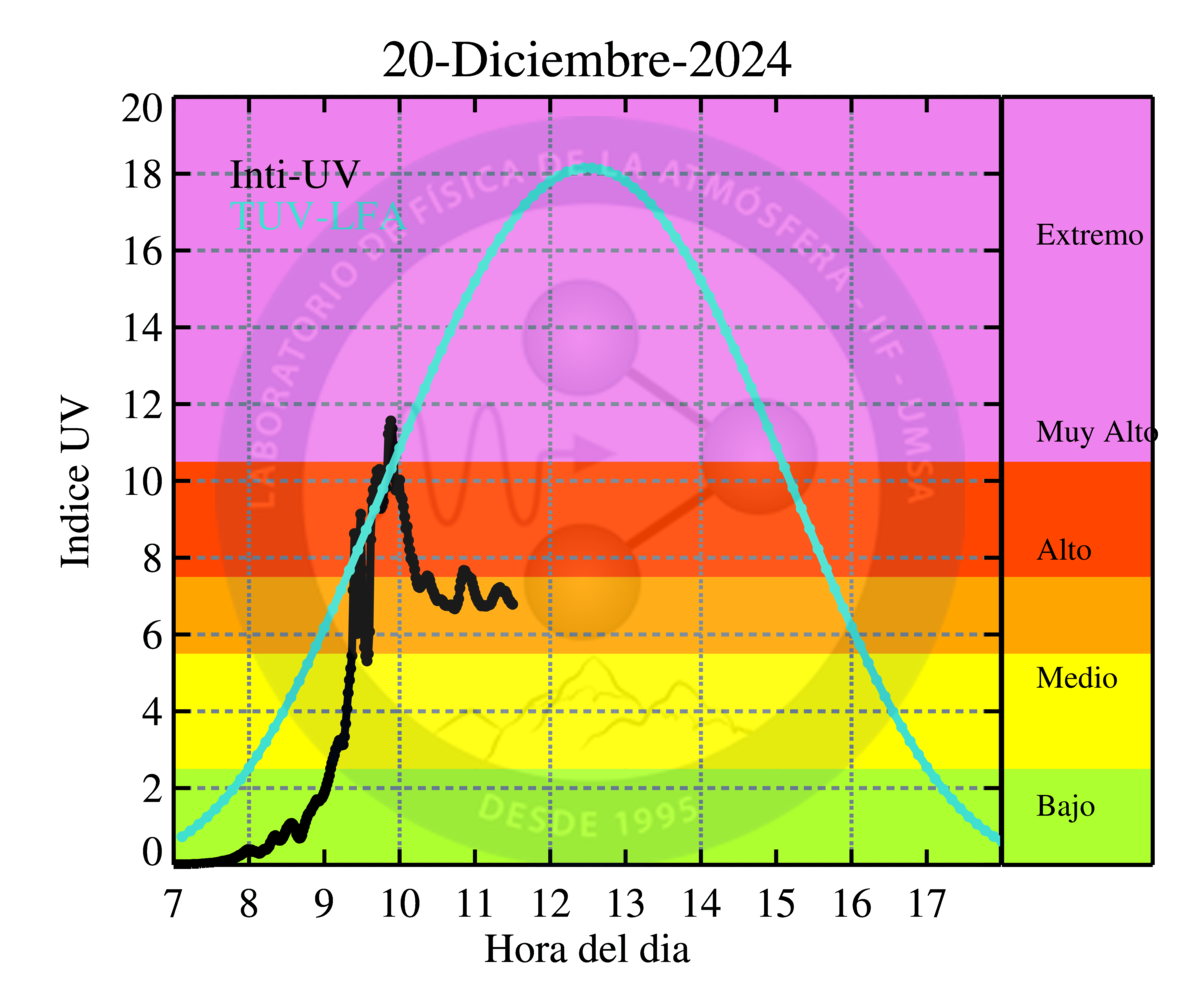 20-Diciembre-2024
Inti-UV
TUV-LFA
LABORATORIO DE FÍSICA DE LA ATMÓSFERA - IIF - UMSA
DESDE 1995
Indice UV
20
18
16
14
12
10
8
6
4
2
0
Extremo
Muy Alto
Alto
Medio
Bajo
7 8 9 10 11 12 13 14 15 16 17
Hora del dia